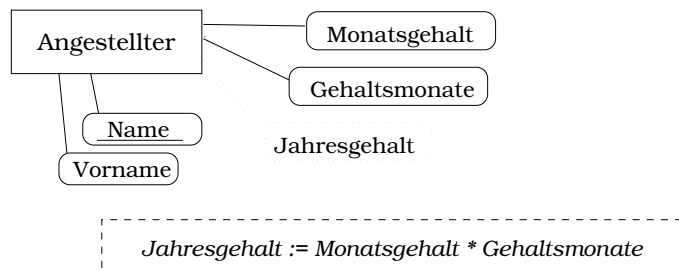 Angestellter
Monatsgehalt
Gehaltsmonate
Name
Jahresgehalt
Vorname
Jahresgehalt := Monatsgehalt * Gehaltsmonate